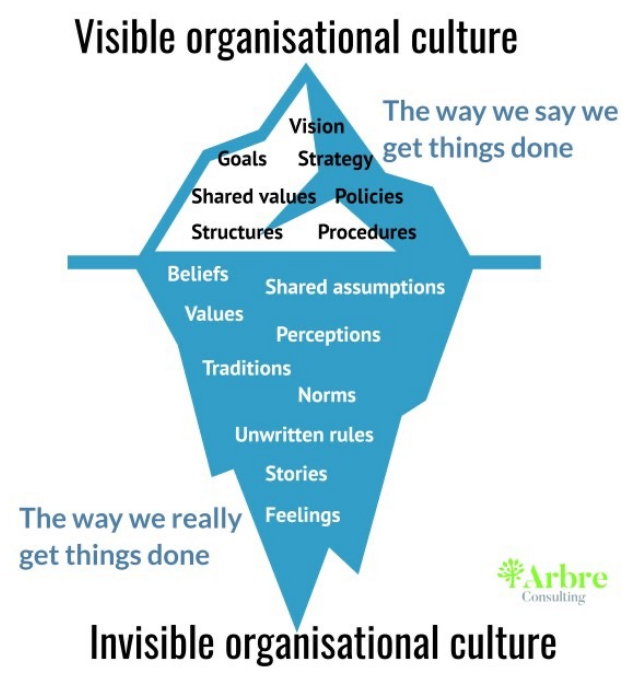 Visible organisational culture
The way we say we
get things done
Vision
Goals Strategy
Shared values Policies
Structures Procedures
Beliefs
Shared assumptions
Values
Perceptions
Traditions
Norms
Unwritten rules
Stories
Feelings
The way we really
get things done
Arbre
Consulting
Invisible organisational culture